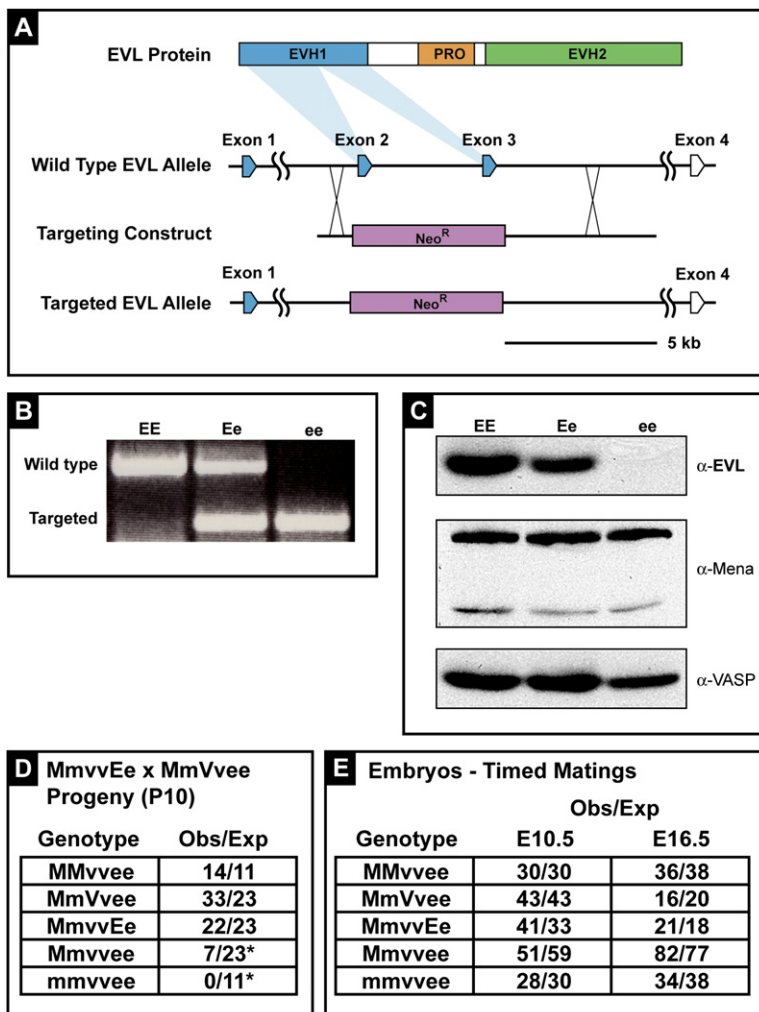 A
EVL Protein
EVH1 PRO EVH2
Exon 1 Exon 2 Exon 3 Exon 4
Wild Type EVL Allele
Targeting Construct
Neo^R
Exon 1 Exon 4
Targeted EVL Allele
Neo^R
5 kb
B
EE Ee ee
Wild type
Targeted
C
EE Ee ee
α-EVL
α-Mena
α-VASP
D MmvvEe x MmVvee
Progeny (P10)
Genotype Obs/Exp
MMvvee 14/11
MmVvee 33/23
MmvvEe 22/23
Mmvvee 7/23*
mmvvee 0/11*
E Embryos - Timed Matings
Obs/Exp
Genotype E10.5 E16.5
MMvvee 30/30 36/38
MmVvee 43/43 16/20
MmvvEe 41/33 21/18
Mmvvee 51/59 82/77
mmvvee 28/30 34/38